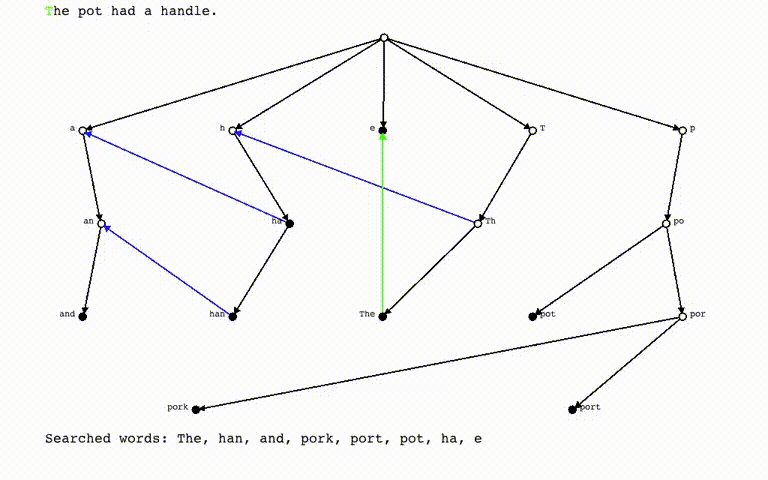 The pot had a handle.
a h e T p
an ha Th po
and han The pot por
pork port
Searched words: The, han, and, pork, port, pot, ha, e